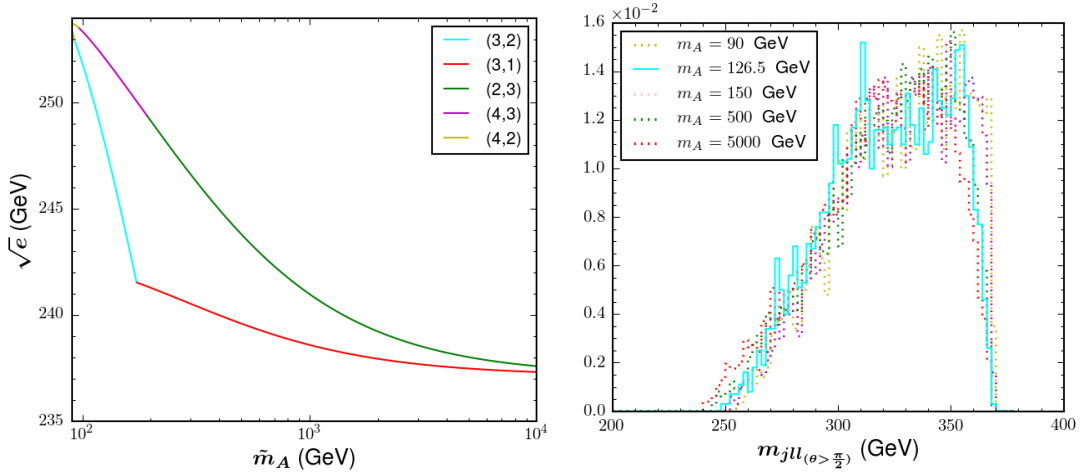 (3,2)
(3,1)
(2,3)
(4,3)
(4,2)
250
245
240
235
√e (GeV)
10² 10³ 10⁴
m̃_A (GeV)
×10⁻²
1.6
1.4
1.2
1.0
0.8
0.6
0.4
0.2
0.0
m_A = 90 GeV
m_A = 126.5 GeV
m_A = 150 GeV
m_A = 500 GeV
m_A = 5000 GeV
200 250 300 350 400
m_{jll(θ>π/2)} (GeV)